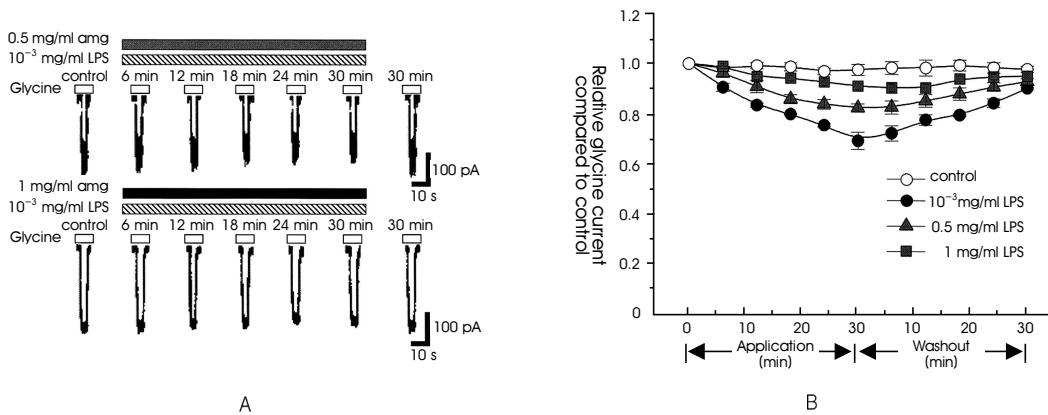 0.5 mg/ml amg
10⁻³ mg/ml LPS
control 6 min 12 min 18 min 24 min 30 min 30 min
Glycine
100 pA
10 s
1 mg/ml amg
10⁻³ mg/ml LPS
control 6 min 12 min 18 min 24 min 30 min 30 min
Glycine
100 pA
10 s
A
Relative glycine current
compared to control
1.2
1.0
0.8
0.6
0.4
0.2
0
control
10⁻³mg/ml LPS
0.5 mg/ml LPS
1 mg/ml LPS
0 10 20 30 10 20 30
Application
(min)
Washout
(min)
B